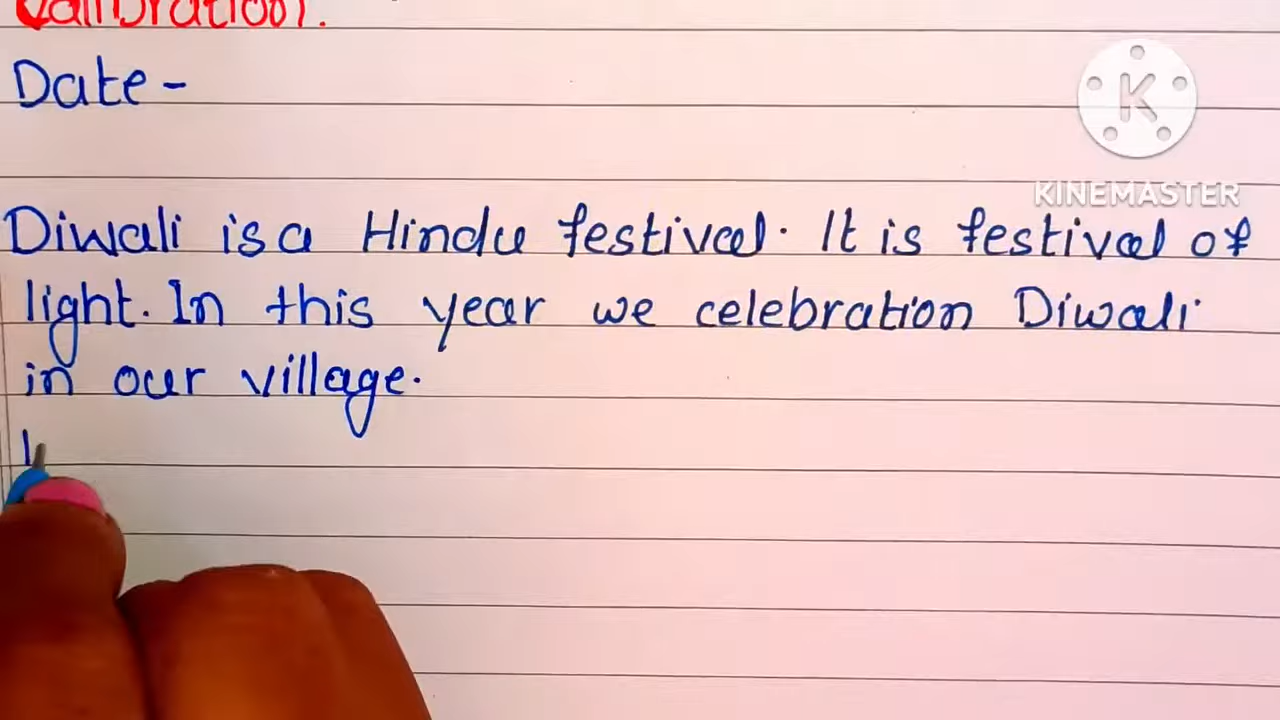 Date -
K
KINEMASTER
Diwali is a Hindu festival. It is festival of
light. In this year we celebration Diwali
in our village.